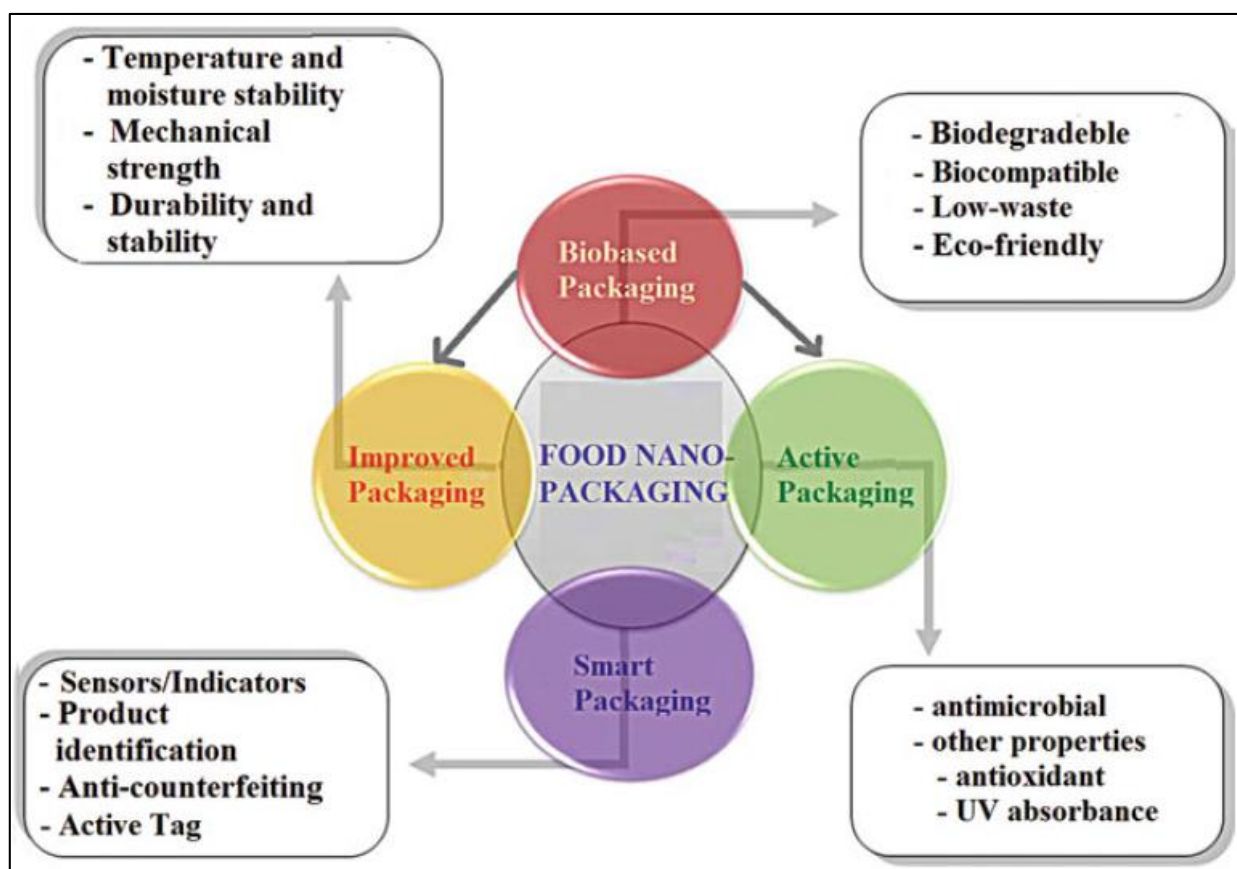 - Temperature and
moisture stability
- Mechanical
strength
- Durability and
stability
- Biodegradeble
- Biocompatible
- Low-waste
- Eco-friendly
Biobased
Packaging
Improved
Packaging
FOOD NANO-
PACKAGING
Active
Packaging
Smart
Packaging
- Sensors/Indicators
- Product
identification
- Anti-counterfeiting
- Active Tag
- antimicrobial
- other properties
- antioxidant
- UV absorbance